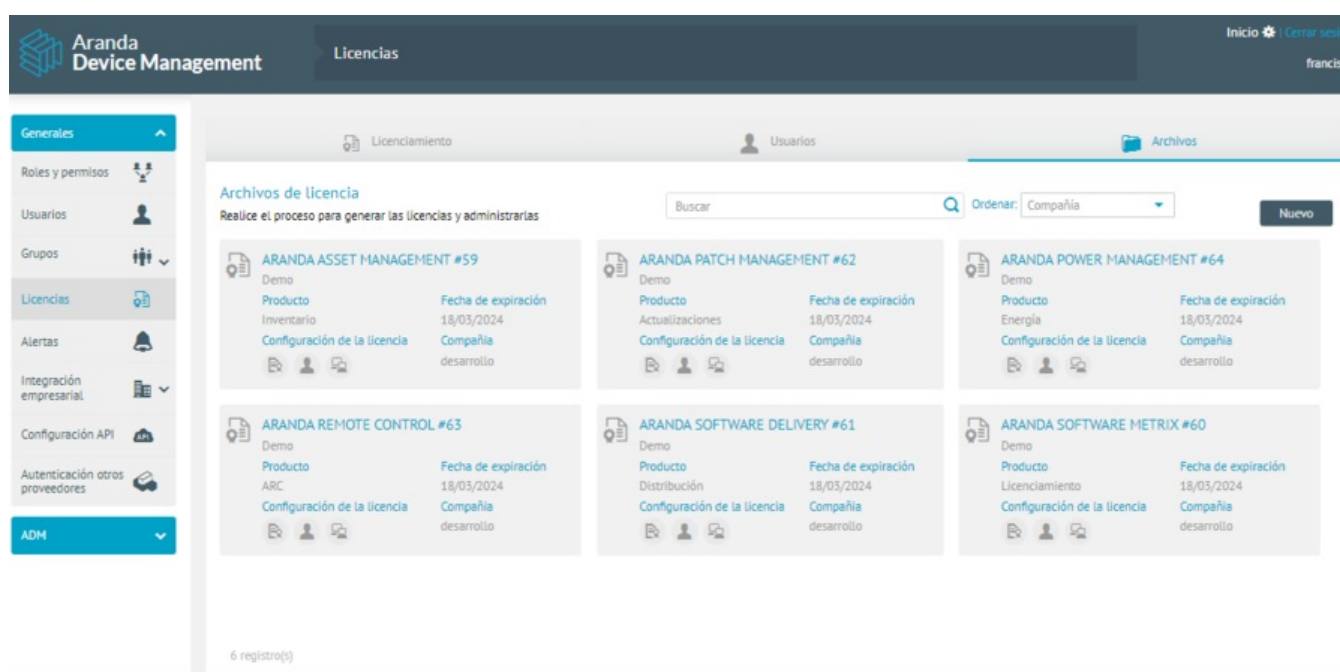 Aranda
Device Management
Licencias
Inicio | Cerrar sesi
francis
Generales
Roles y permisos
Usuarios
Grupos
Licencias
Alertas
Integración
empresarial
Configuración API
API
Autenticación otros
proveedores
ADM
Licenciamiento
Usuarios
Archivos
Archivos de licencia
Realice el proceso para generar las licencias y administrarlas
Buscar
Ordenar: Compañía
Nuevo
ARANDA ASSET MANAGEMENT #59
Demo
Producto Fecha de expiración
Inventario 18/03/2024
Configuración de la licencia Compañía
desarrollo
ARANDA PATCH MANAGEMENT #62
Demo
Producto Fecha de expiración
Actualizaciones 18/03/2024
Configuración de la licencia Compañía
desarrollo
ARANDA POWER MANAGEMENT #64
Demo
Producto Fecha de expiración
Energía 18/03/2024
Configuración de la licencia Compañía
desarrollo
ARANDA REMOTE CONTROL #63
Demo
Producto Fecha de expiración
ARC 18/03/2024
Configuración de la licencia Compañía
desarrollo
ARANDA SOFTWARE DELIVERY #61
Demo
Producto Fecha de expiración
Distribución 18/03/2024
Configuración de la licencia Compañía
desarrollo
ARANDA SOFTWARE METRIX #60
Demo
Producto Fecha de expiración
Licenciamiento 18/03/2024
Configuración de la licencia Compañía
desarrollo
6 registro(s)